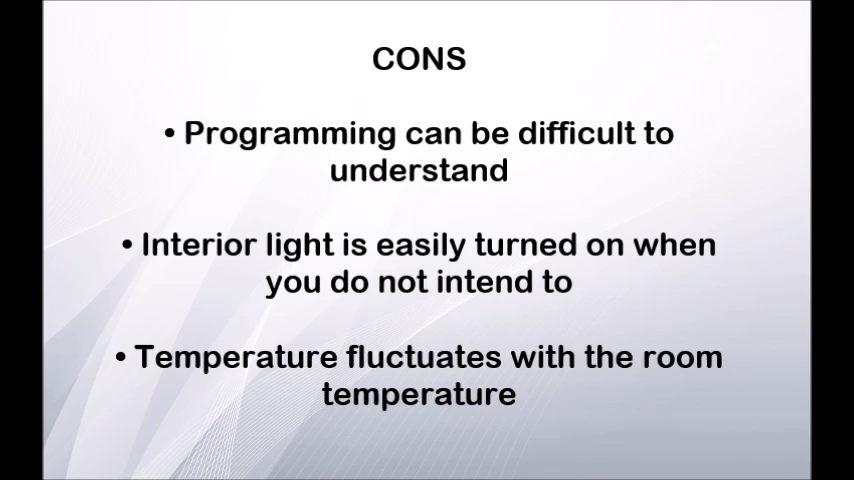 CONS
• Programming can be difficult to
understand
• Interior light is easily turned on when
you do not intend to
• Temperature fluctuates with the room
temperature